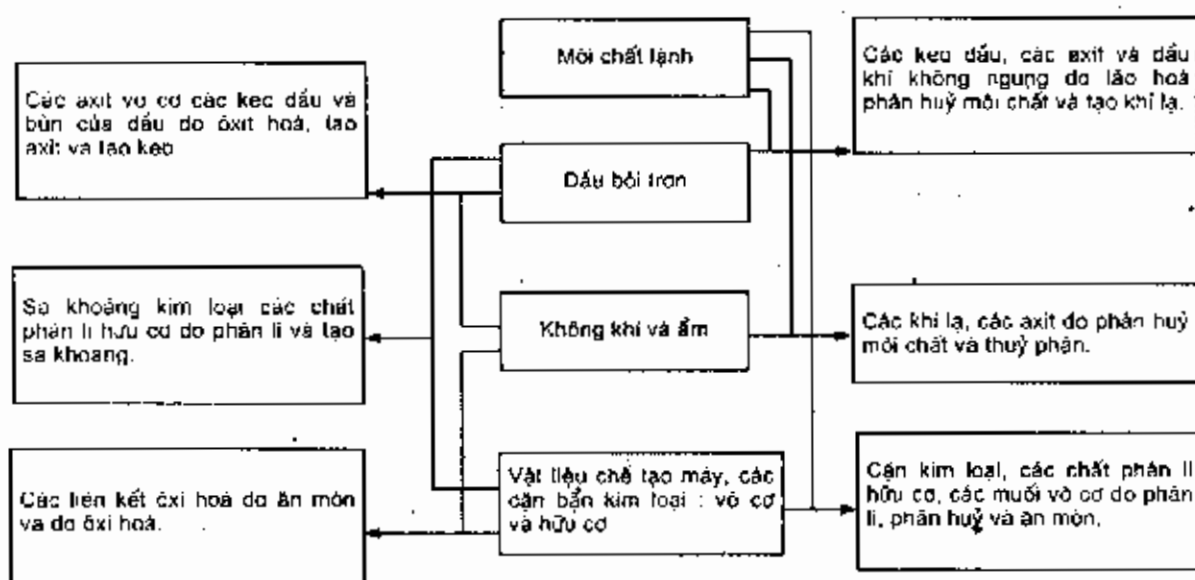 Môi chất lạnh
Các keo dầu, các axit và dầu
khí không ngưng do lão hoá
phân huỷ môi chất và tạo khí lạ.
Các axit vô cơ các keo dầu và
bùn của dầu do ôxit hoá, tạo
axit và tạo keo
Dầu bôi trơn
Sa khoáng kim loại các chất
phân li hữu cơ do phân li và tạo
sa khoang.
Không khí và ẩm
Các khí lạ, các axit do phân huỷ
môi chất và thuỷ phân.
Các liên kết ôxi hoá do ăn mòn
va do ôxi hoá.
Vật liệu chế tạo máy, các
cặn bẩn kim loại : vô cơ
và hữu cơ
Cặn kim loại, các chất phân li
hữu cơ, các muối vô cơ do phân
li, phân huỷ và ăn mòn.